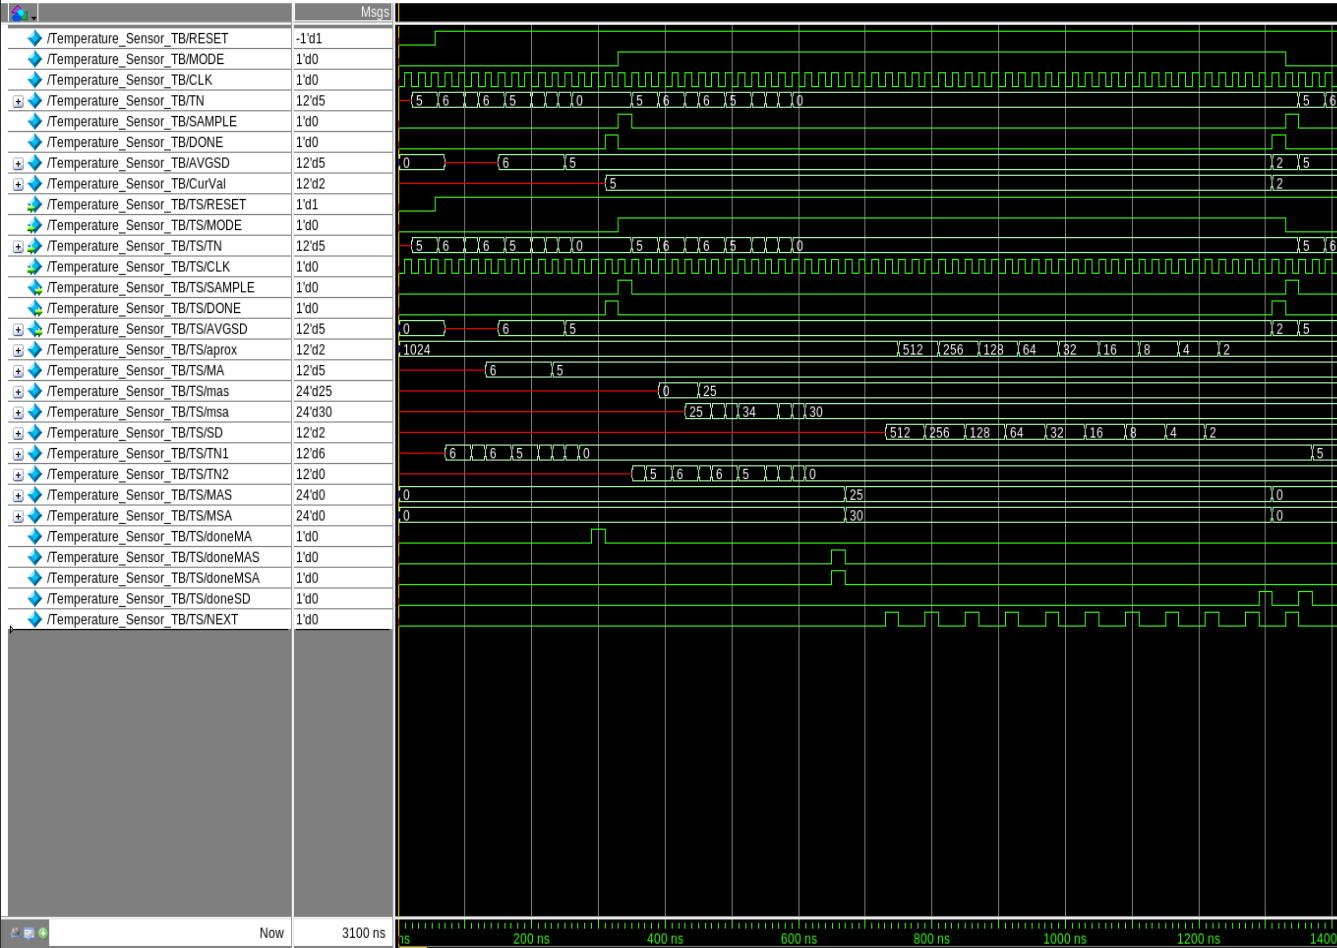 Msgs
/Temperature_Sensor_TB/RESET -1'd1
/Temperature_Sensor_TB/MODE 1'd0
/Temperature_Sensor_TB/CLK 1'd0
/Temperature_Sensor_TB/TN 12'd5 5 6 6 5 0 5 6 6 5 0 5 6
/Temperature_Sensor_TB/SAMPLE 1'd0
/Temperature_Sensor_TB/DONE 1'd0
/Temperature_Sensor_TB/AVGSD 12'd5 0 6 5 2 5
/Temperature_Sensor_TB/CurVal 12'd2 5 2
/Temperature_Sensor_TB/TS/RESET 1'd1
/Temperature_Sensor_TB/TS/MODE 1'd0
/Temperature_Sensor_TB/TS/TN 12'd5 5 6 6 5 0 5 6 6 5 0 5 6
/Temperature_Sensor_TB/TS/CLK 1'd0
/Temperature_Sensor_TB/TS/SAMPLE 1'd0
/Temperature_Sensor_TB/TS/DONE 1'd0
/Temperature_Sensor_TB/TS/AVGSD 12'd5 0 6 5 2 5
/Temperature_Sensor_TB/TS/aprox 12'd2 1024 512 256 128 64 32 16 8 4 2
/Temperature_Sensor_TB/TS/MA 12'd5 6 5
/Temperature_Sensor_TB/TS/mas 24'd25 0 25
/Temperature_Sensor_TB/TS/msa 24'd30 25 34 30
/Temperature_Sensor_TB/TS/SD 12'd2 512 256 128 64 32 16 8 4 2
/Temperature_Sensor_TB/TS/TN1 12'd6 6 6 5 0 5
/Temperature_Sensor_TB/TS/TN2 12'd0 5 6 6 5 0
/Temperature_Sensor_TB/TS/MAS 24'd0 0 25 0
/Temperature_Sensor_TB/TS/MSA 24'd0 0 30 0
/Temperature_Sensor_TB/TS/doneMA 1'd0
/Temperature_Sensor_TB/TS/doneMAS 1'd0
/Temperature_Sensor_TB/TS/doneMSA 1'd0
/Temperature_Sensor_TB/TS/doneSD 1'd0
/Temperature_Sensor_TB/TS/NEXT 1'd0
Now 3100 ns ns 200 ns 400 ns 600 ns 800 ns 1000 ns 1200 ns 1400